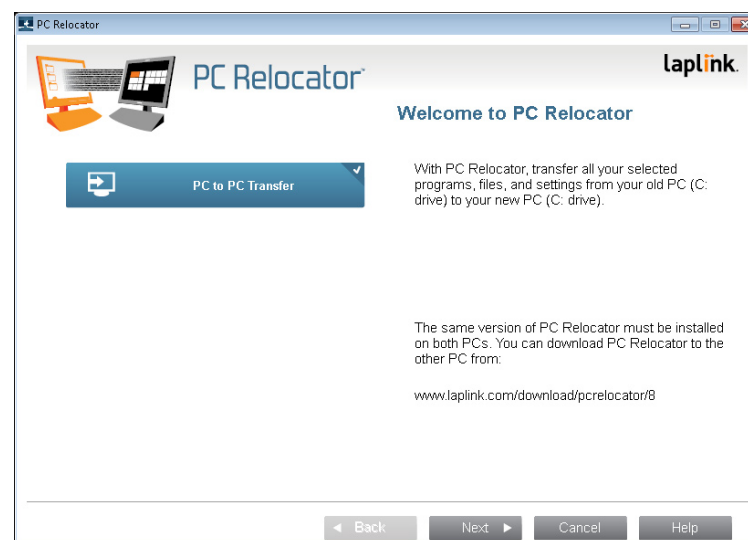 PC Relocator
PC Relocator™
laplink.
Welcome to PC Relocator
PC to PC Transfer
With PC Relocator, transfer all your selected
programs, files, and settings from your old PC (C:
drive) to your new PC (C: drive).
The same version of PC Relocator must be installed
on both PCs. You can download PC Relocator to the
other PC from:
www.laplink.com/download/pcrelocator/8
Back
Next
Cancel
Help